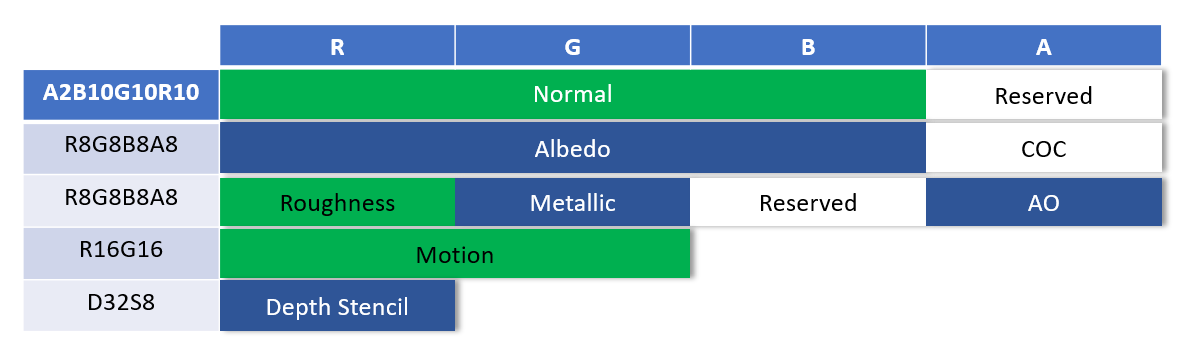 R G B A
A2B10G10R10 Normal Reserved
R8G8B8A8 Albedo COC
R8G8B8A8 Roughness Metallic Reserved AO
R16G16 Motion
D32S8 Depth Stencil